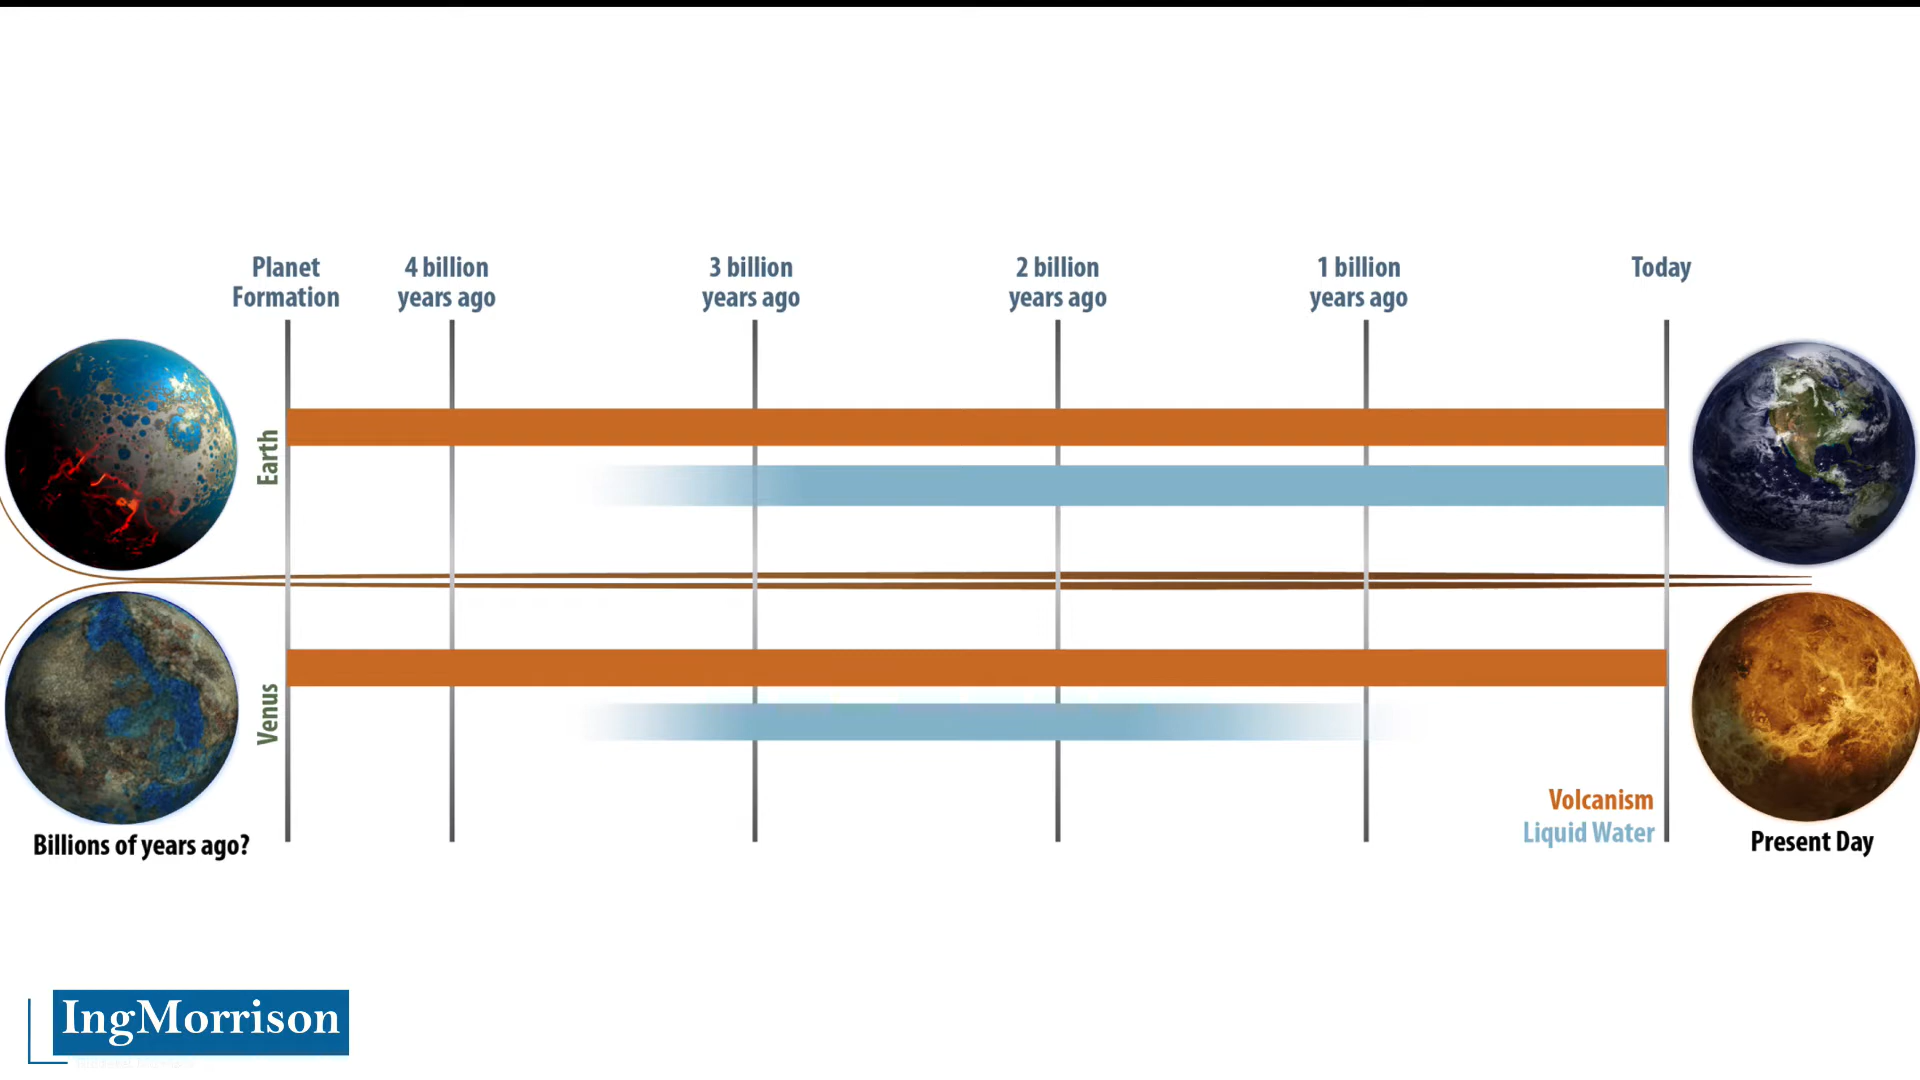 Planet
Formation
4 billion
years ago
3 billion
years ago
2 billion
years ago
1 billion
years ago
Today
Earth
Venus
Volcanism
Liquid Water
Billions of years ago?
Present Day
IngMorrison